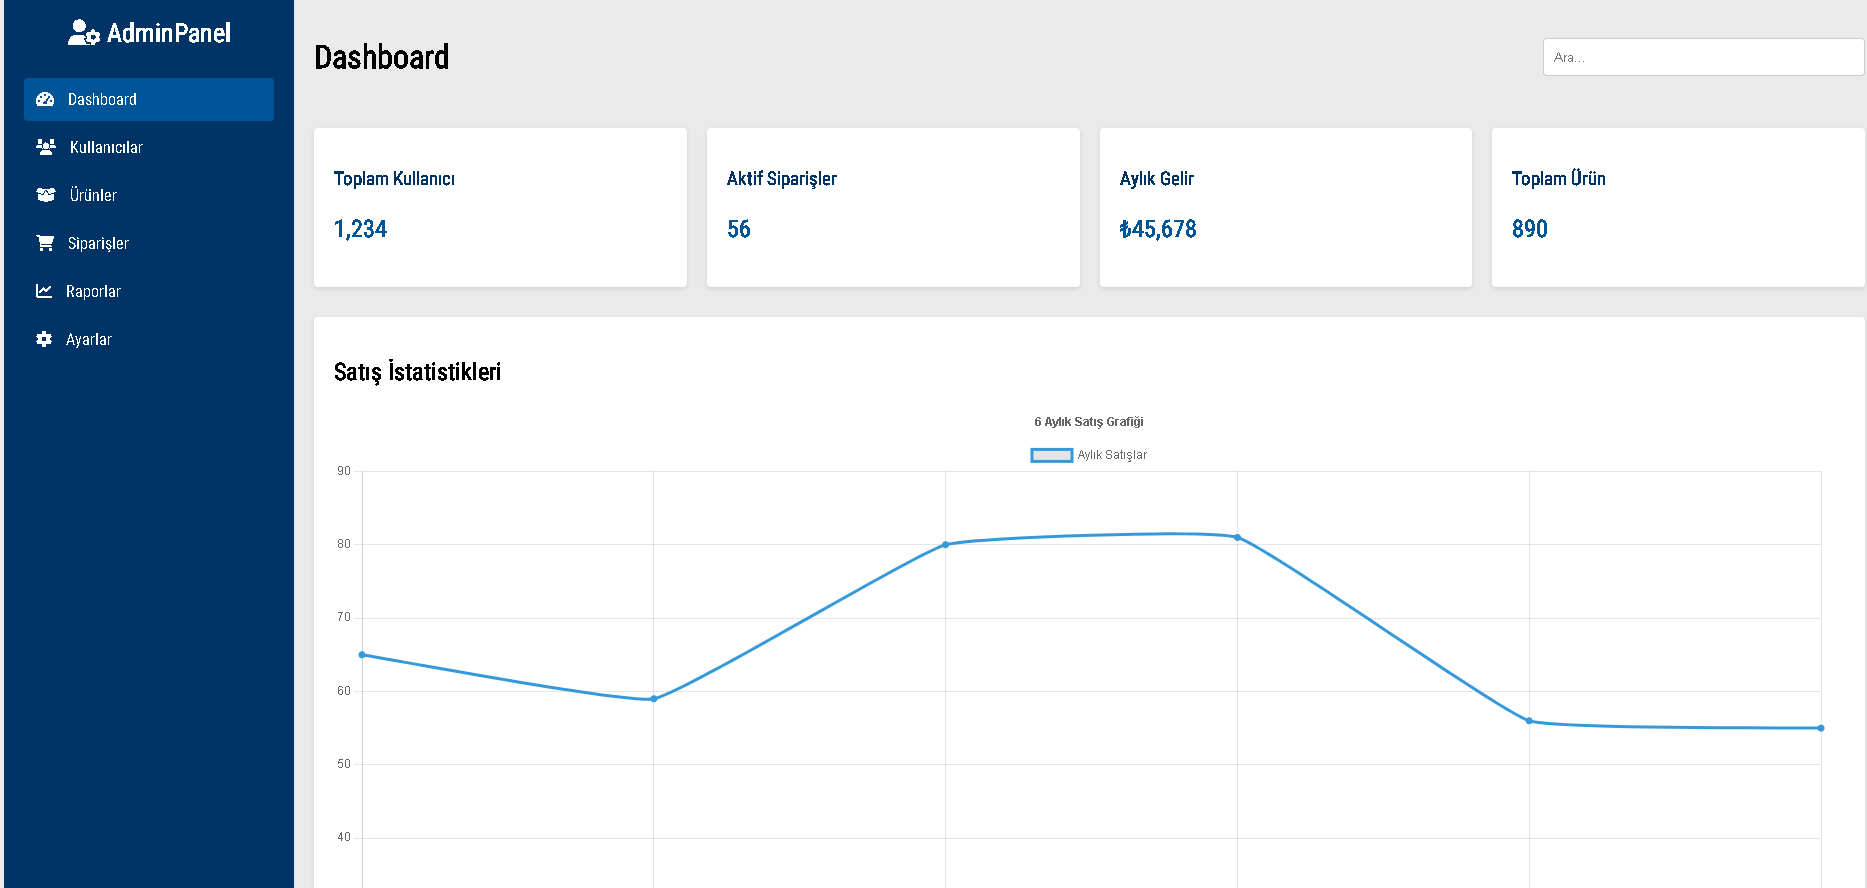 AdminPanel
Dashboard
Kullanıcılar
Ürünler
Siparişler
Raporlar
Ayarlar
Dashboard
Ara...
Toplam Kullanıcı
1,234
Aktif Siparişler
56
Aylık Gelir
₺45,678
Toplam Ürün
890
Satış İstatistikleri
6 Aylık Satış Grafiği
Aylık Satışlar
90
80
70
60
50
40